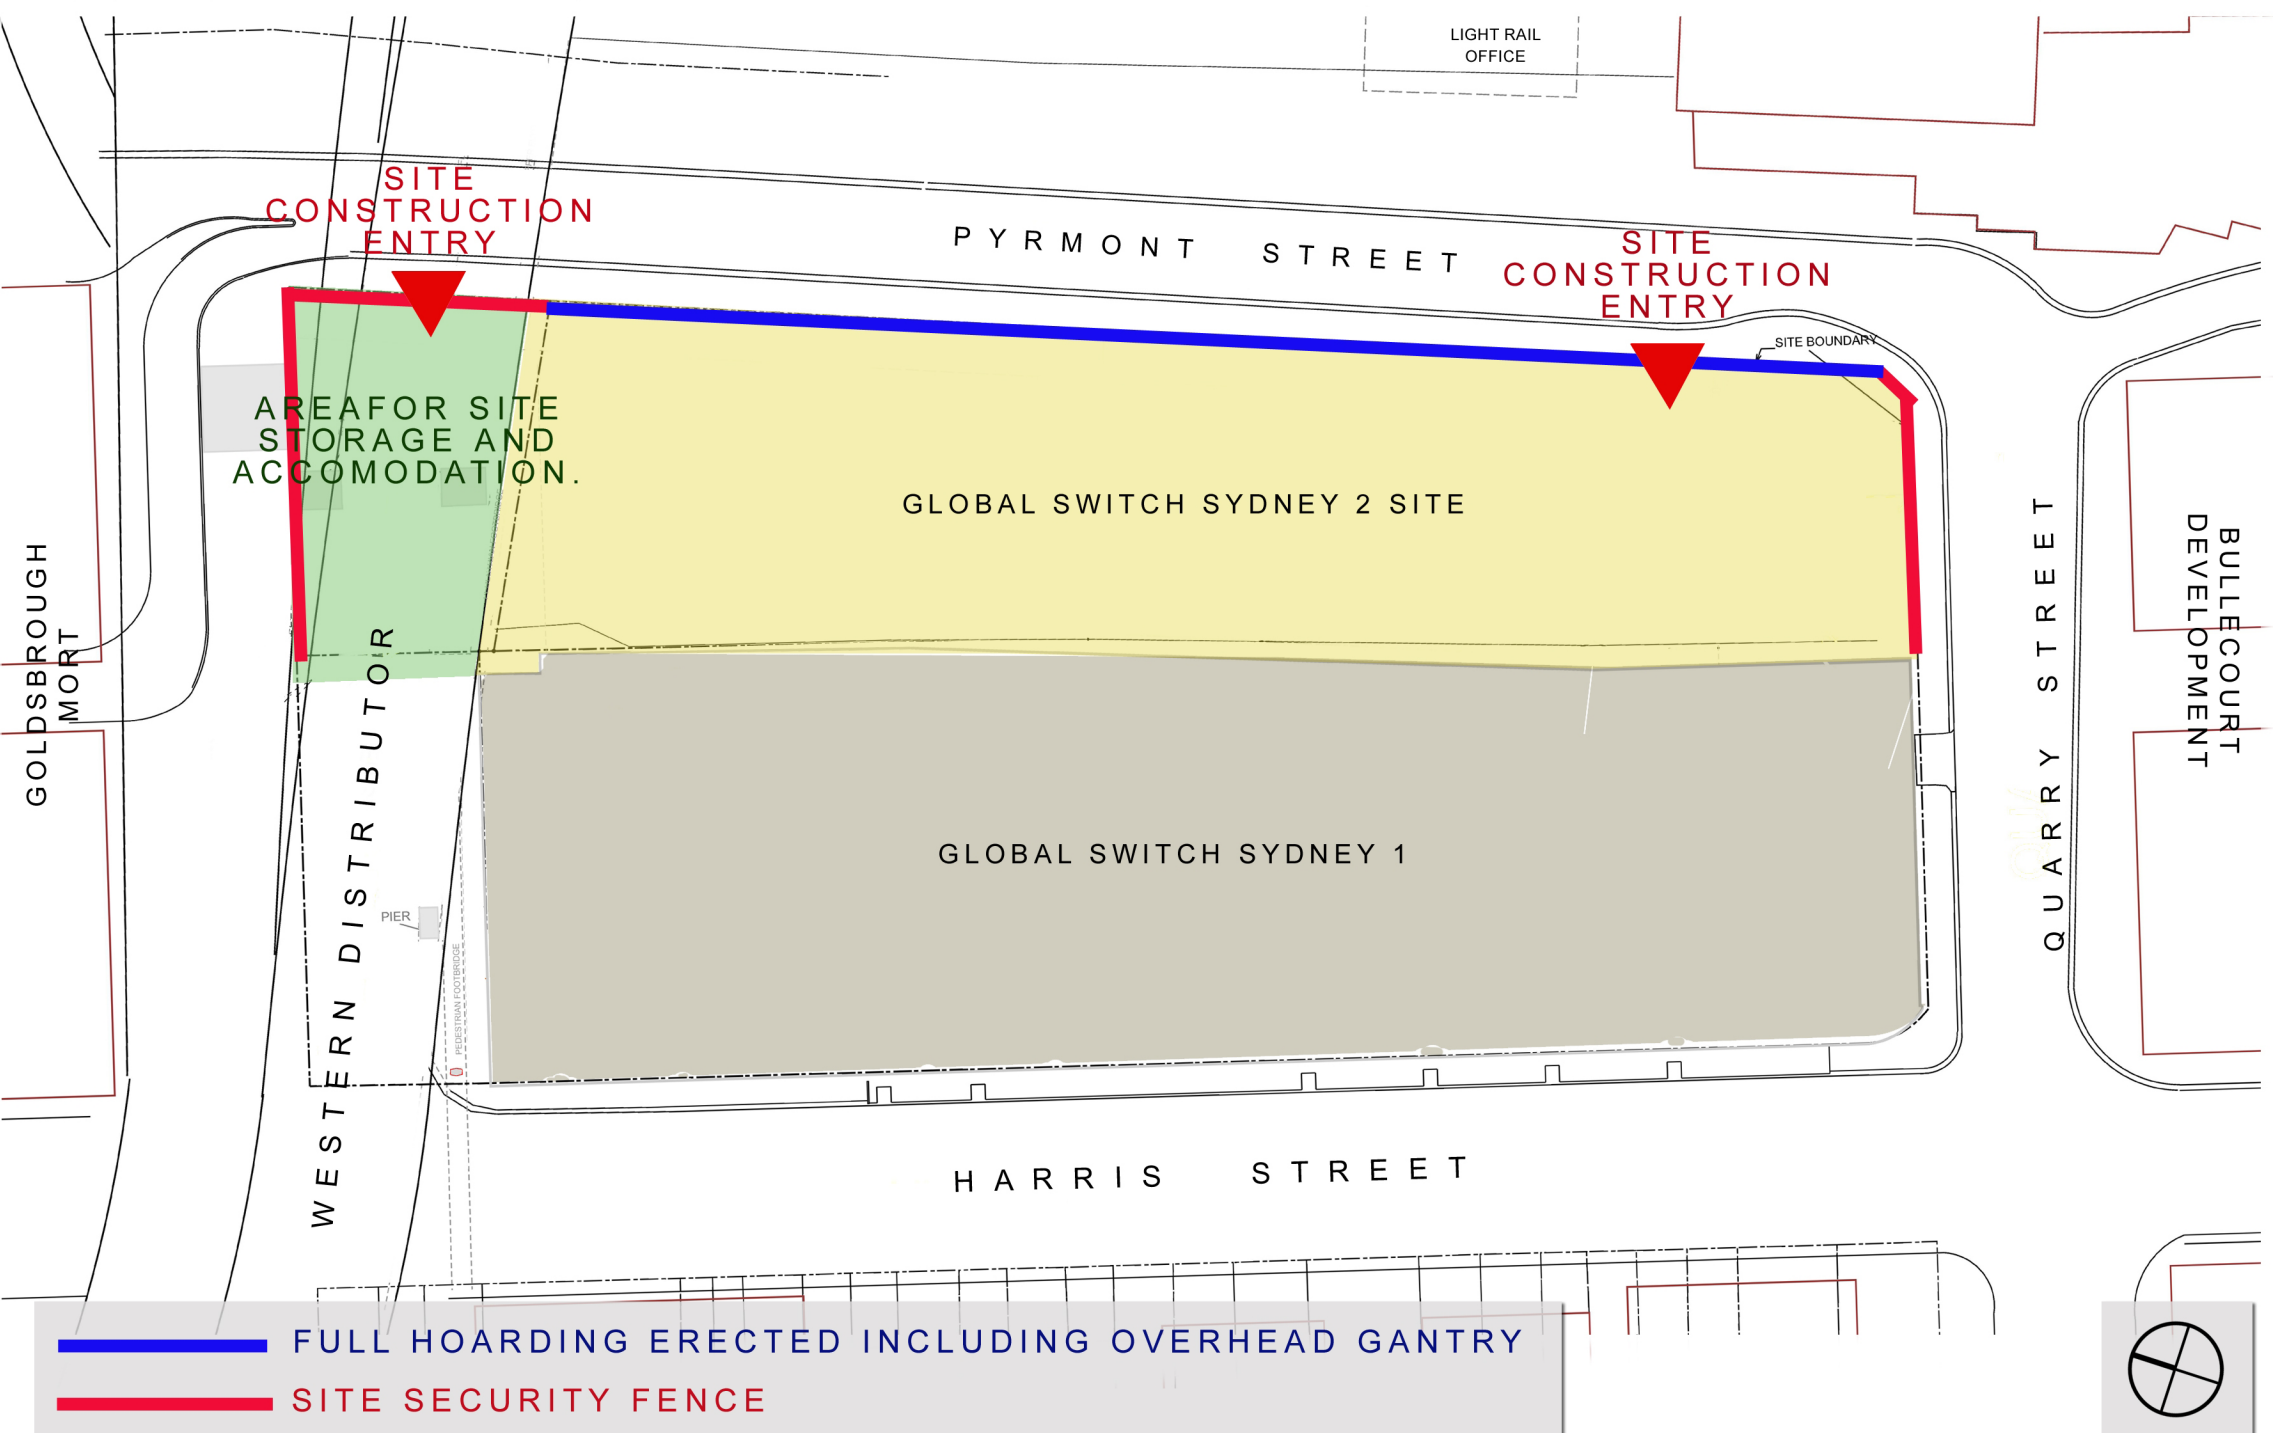 LIGHT RAIL
OFFICE
SITE
CONSTRUCTION
ENTRY
PYRMONT STREET
SITE
CONSTRUCTION
ENTRY
SITE BOUNDARY
AREAFOR SITE
STORAGE AND
ACCOMODATION.
GLOBAL SWITCH SYDNEY 2 SITE
GOLDSBROUGH
MORT
WESTERN DISTRIBUTOR
QUARRY STREET
BULLECOURT
DEVELOPMENT
GLOBAL SWITCH SYDNEY 1
PIER
PEDESTRIAN FOOTBRIDGE
HARRIS STREET
FULL HOARDING ERECTED INCLUDING OVERHEAD GANTRY
SITE SECURITY FENCE